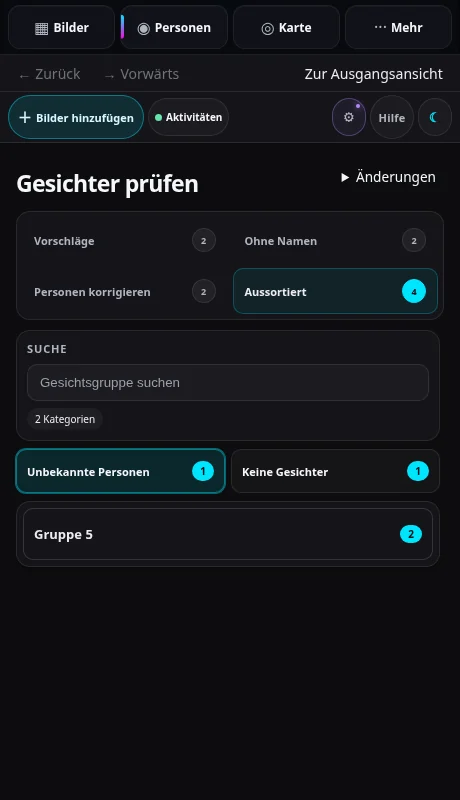 Bilder
Personen
Karte
Mehr
← Zurück
→ Vorwärts
Zur Ausgangsansicht
+ Bilder hinzufügen
Aktivitäten
Hilfe
Gesichter prüfen
▶ Änderungen
Vorschläge 2
Ohne Namen 2
Personen korrigieren 2
Aussortiert 4
SUCHE
Gesichtsgruppe suchen
2 Kategorien
Unbekannte Personen 1
Keine Gesichter 1
Gruppe 5 2